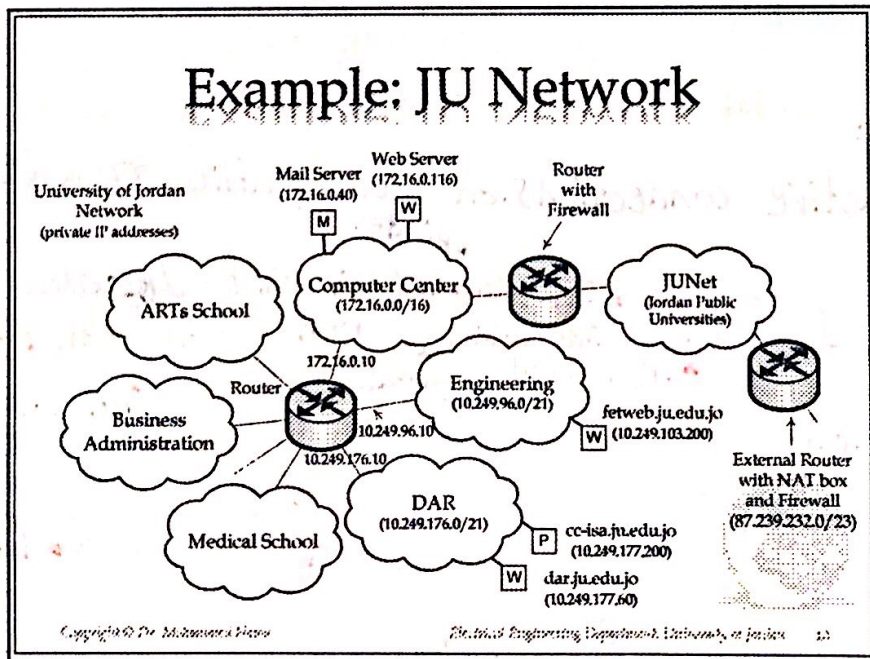 Example: JU Network
University of Jordan
Network
(private IP addresses)
Mail Server
(172.16.0.40)
Web Server
(172.16.0.116)
Router
with
Firewall
M
W
Computer Center
(172.16.0.0/16)
JUNet
(Jordan Public
Universities)
ARTs School
172.16.0.10
Router
Engineering
(10.249.96.0/21)
Business
Administration
10.249.96.10
fetweb.ju.edu.jo
W
(10.249.103.200)
10.249.176.10
External Router
with NAT box
and Firewall
(87.239.232.0/23)
DAR
(10.249.176.0/21)
Medical School
P
cc-isa.ju.edu.jo
(10.249.177.200)
W
dar.ju.edu.jo
(10.249.177.60)
Copyright © Dr. Mohammed
Electrical Engineering Department, University of Jordan